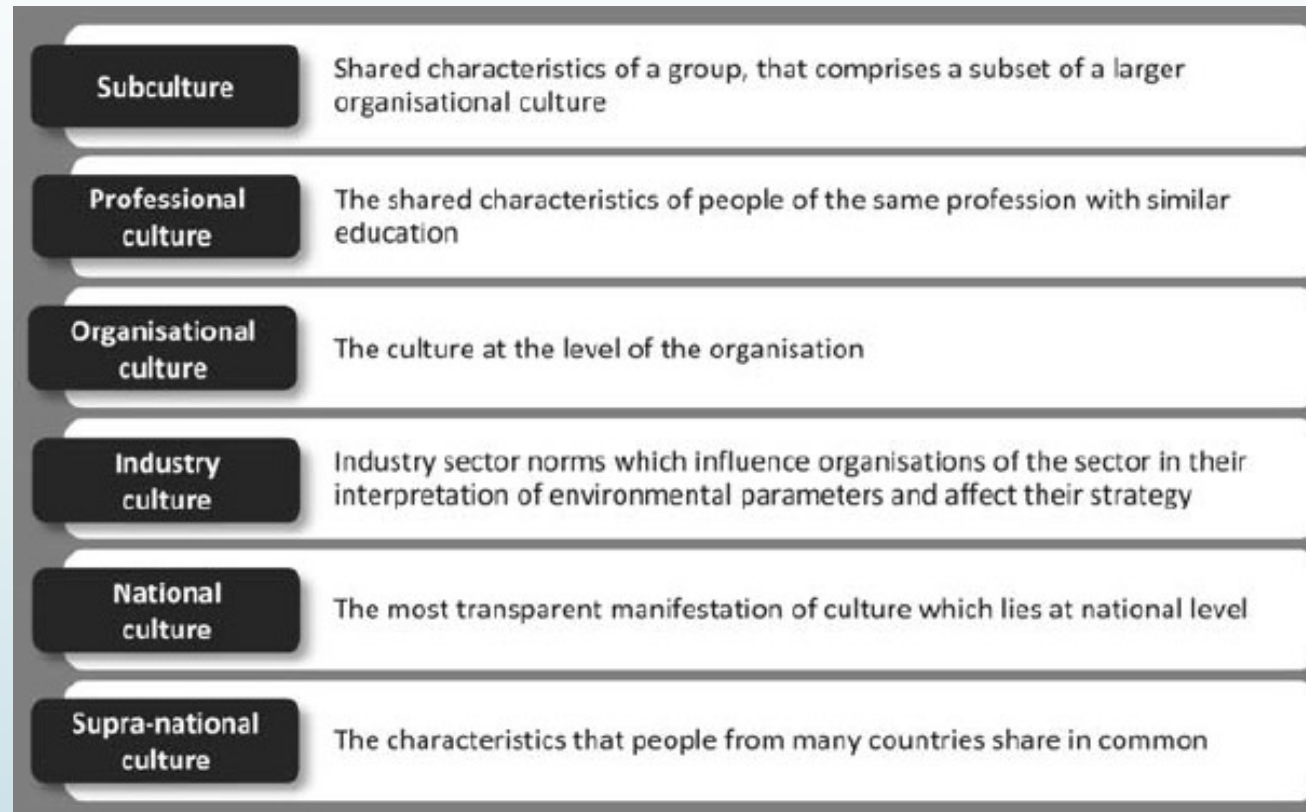 Subculture
Shared characteristics of a group, that comprises a subset of a larger
organisational culture
Professional
culture
The shared characteristics of people of the same profession with similar
education
Organisational
culture
The culture at the level of the organisation
Industry
culture
Industry sector norms which influence organisations of the sector in their
interpretation of environmental parameters and affect their strategy
National
culture
The most transparent manifestation of culture which lies at national level
Supra-national
culture
The characteristics that people from many countries share in common